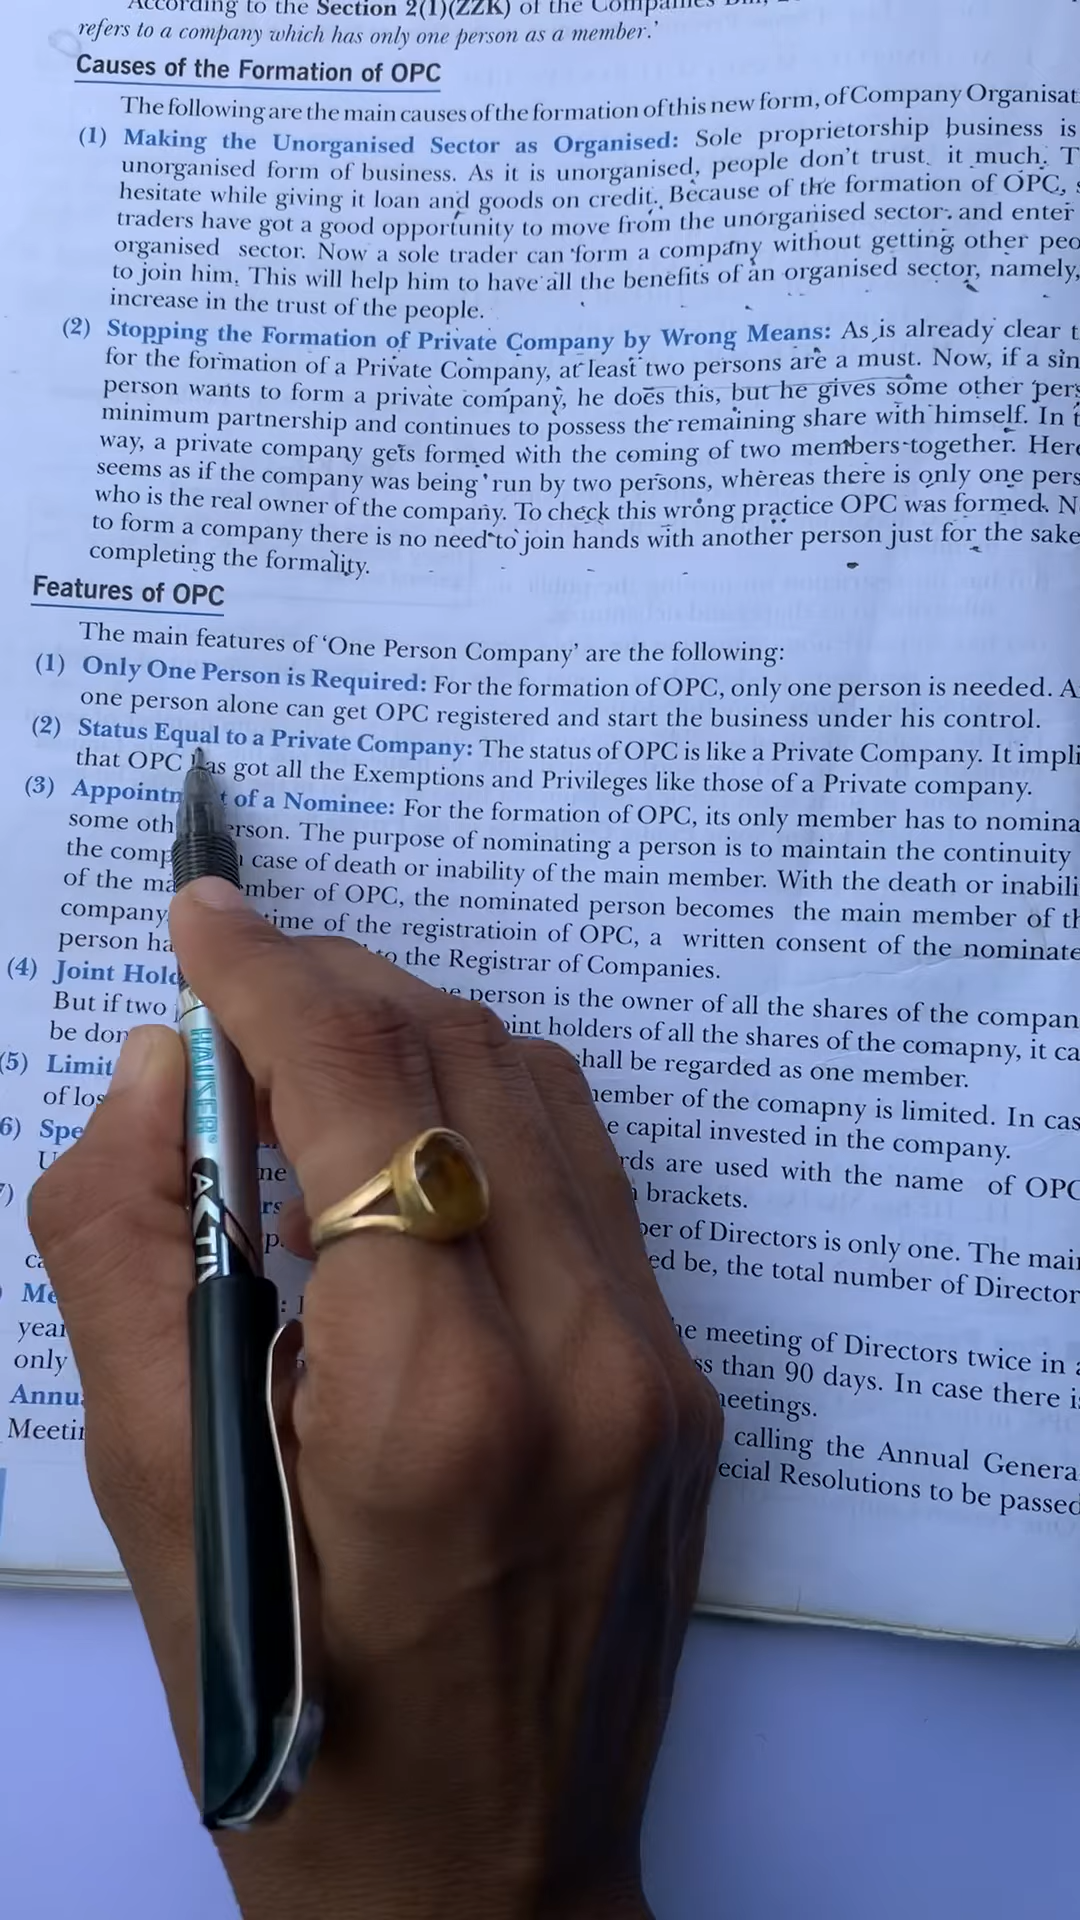 According to the Section 2(1)(ZZK) of the Companies
refers to a company which has only one person as a member.'
Causes of the Formation of OPC
The following are the main causes of the formation of this new form, of Company Organisat
(1) Making the Unorganised Sector as Organised: Sole proprietorship business is
unorganised form of business. As it is unorganised, people don't trust it much. T
hesitate while giving it loan and goods on credit. Because of the formation of OPC,
traders have got a good opportunity to move from the unorganised sector and enter
organised sector. Now a sole trader can form a company without getting other peo
to join him. This will help him to have all the benefits of an organised sector, namely,
increase in the trust of the people.
(2) Stopping the Formation of Private Company by Wrong Means: As is already clear t
for the formation of a Private Company, at least two persons are a must. Now, if a sin
person wants to form a private company, he does this, but he gives some other pers
minimum partnership and continues to possess the remaining share with himself. In t
way, a private company gets formed with the coming of two members together. Here
seems as if the company was being run by two persons, whereas there is only one pers
who is the real owner of the company. To check this wrong practice OPC was formed. N
to form a company there is no need to join hands with another person just for the sake
completing the formality.
Features of OPC
The main features of 'One Person Company' are the following:
(1) Only One Person is Required: For the formation of OPC, only one person is needed. A
one person alone can get OPC registered and start the business under his control.
(2) Status Equal to a Private Company: The status of OPC is like a Private Company. It impli
that OPC has got all the Exemptions and Privileges like those of a Private company.
(3) Appointn t of a Nominee: For the formation of OPC, its only member has to nomina
some oth erson. The purpose of nominating a person is to maintain the continuity
the comp case of death or inability of the main member. With the death or inabili
of the ma mber of OPC, the nominated person becomes the main member of th
company. time of the registratioin of OPC, a written consent of the nominate
person ha to the Registrar of Companies.
(4) Joint Hold person is the owner of all the shares of the compan
But if two oint holders of all the shares of the comapny, it ca
be don shall be regarded as one member.
(5) Limit member of the comapny is limited. In cas
of los e capital invested in the company.
6) Spe rds are used with the name of OPC
U me brackets.
7) rs ber of Directors is only one. The mai
ca p. ed be, the total number of Director
Me : I he meeting of Directors twice in a
year ss than 90 days. In case there is
only meetings.
Annu calling the Annual Genera
Meetin ecial Resolutions to be passed
HAUSER
ACTIV